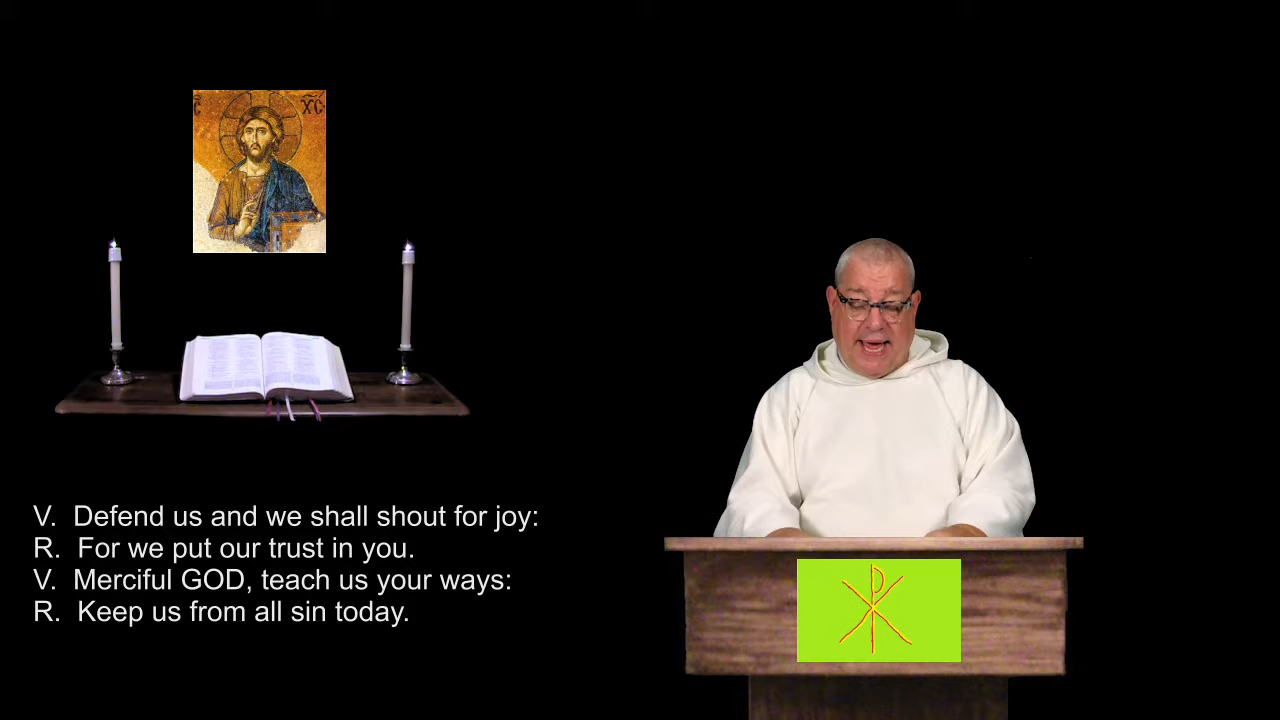 XC
V. Defend us and we shall shout for joy:
R. For we put our trust in you.
V. Merciful GOD, teach us your ways:
R. Keep us from all sin today.